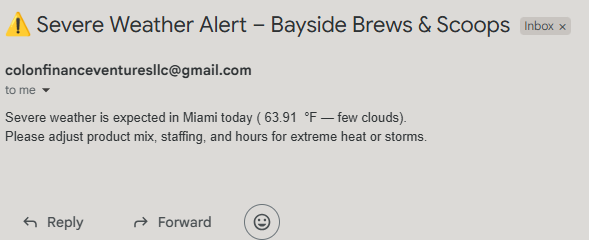 ⚠️ Severe Weather Alert – Bayside Brews & Scoops Inbox ×
colonfinanceventuresllc@gmail.com
to me
Severe weather is expected in Miami today ( 63.91 °F — few clouds).
Please adjust product mix, staffing, and hours for extreme heat or storms.
Reply Forward